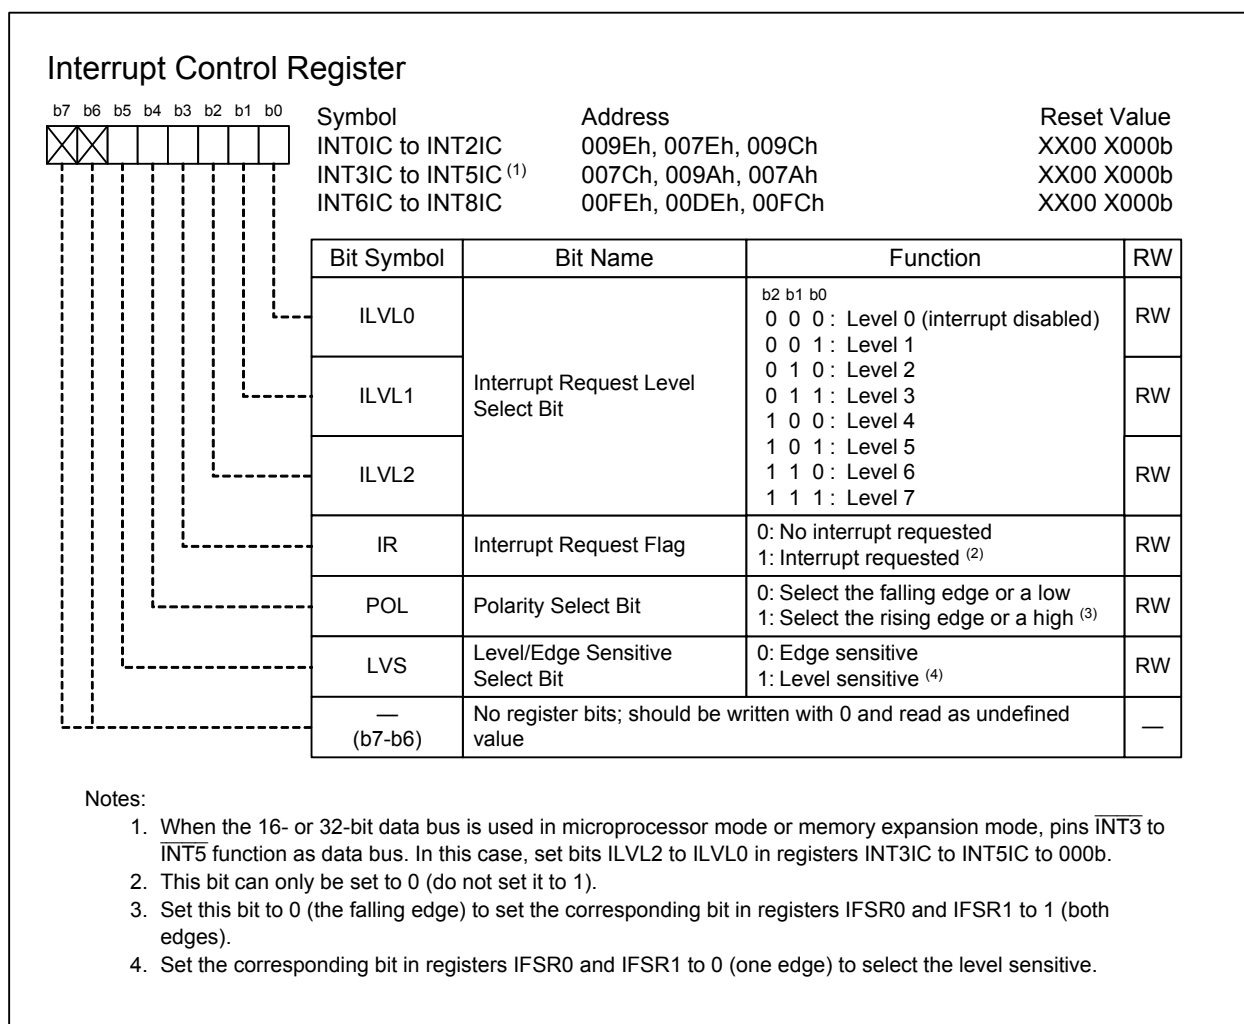 Interrupt Control Register
b7 b6 b5 b4 b3 b2 b1 b0
Symbol Address Reset Value
INT0IC to INT2IC 009Eh, 007Eh, 009Ch XX00 X000b
INT3IC to INT5IC (1) 007Ch, 009Ah, 007Ah XX00 X000b
INT6IC to INT8IC 00FEh, 00DEh, 00FCh XX00 X000b
Bit Symbol Bit Name Function RW
ILVL0 RW
ILVL1 RW
ILVL2 RW
Interrupt Request Level
Select Bit
b2 b1 b0
0 0 0 : Level 0 (interrupt disabled)
0 0 1 : Level 1
0 1 0 : Level 2
0 1 1 : Level 3
1 0 0 : Level 4
1 0 1 : Level 5
1 1 0 : Level 6
1 1 1 : Level 7
IR Interrupt Request Flag 0: No interrupt requested RW
1: Interrupt requested (2)
POL Polarity Select Bit 0: Select the falling edge or a low RW
1: Select the rising edge or a high (3)
LVS Level/Edge Sensitive 0: Edge sensitive RW
Select Bit 1: Level sensitive (4)
— No register bits; should be written with 0 and read as undefined —
(b7-b6) value
Notes:
1. When the 16- or 32-bit data bus is used in microprocessor mode or memory expansion mode, pins I̅N̅T̅3̅ to
I̅N̅T̅5̅ function as data bus. In this case, set bits ILVL2 to ILVL0 in registers INT3IC to INT5IC to 000b.
2. This bit can only be set to 0 (do not set it to 1).
3. Set this bit to 0 (the falling edge) to set the corresponding bit in registers IFSR0 and IFSR1 to 1 (both
edges).
4. Set the corresponding bit in registers IFSR0 and IFSR1 to 0 (one edge) to select the level sensitive.